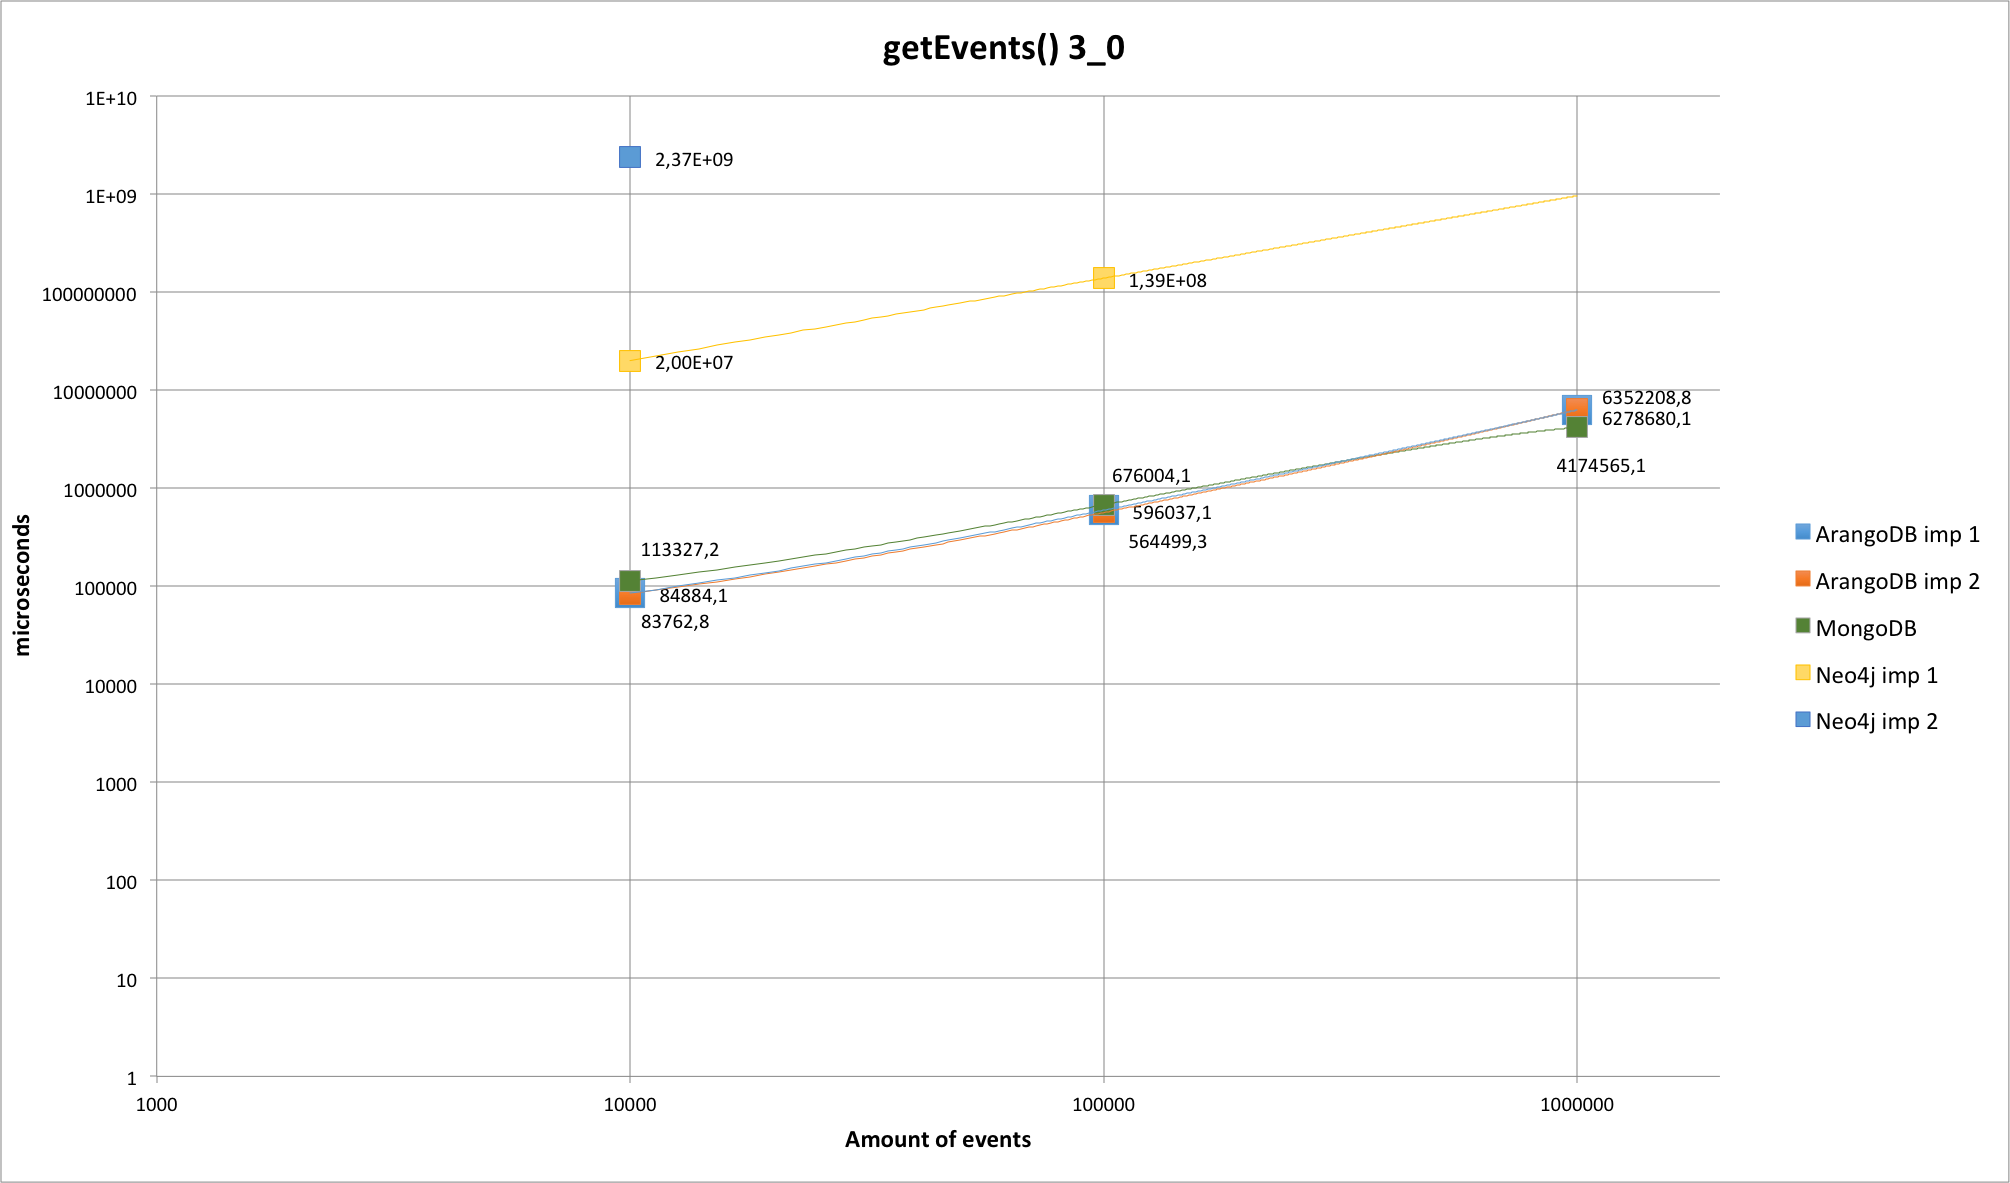 getEvents() 3_0
1E+10
1E+09
100000000
10000000
1000000
100000
10000
1000
100
10
1
microseconds
2,37E+09
1,39E+08
2,00E+07
6352208,8
6278680,1
4174565,1
676004,1
596037,1
564499,3
113327,2
84884,1
83762,8
ArangoDB imp 1
ArangoDB imp 2
MongoDB
Neo4j imp 1
Neo4j imp 2
1000
10000
100000
1000000
Amount of events